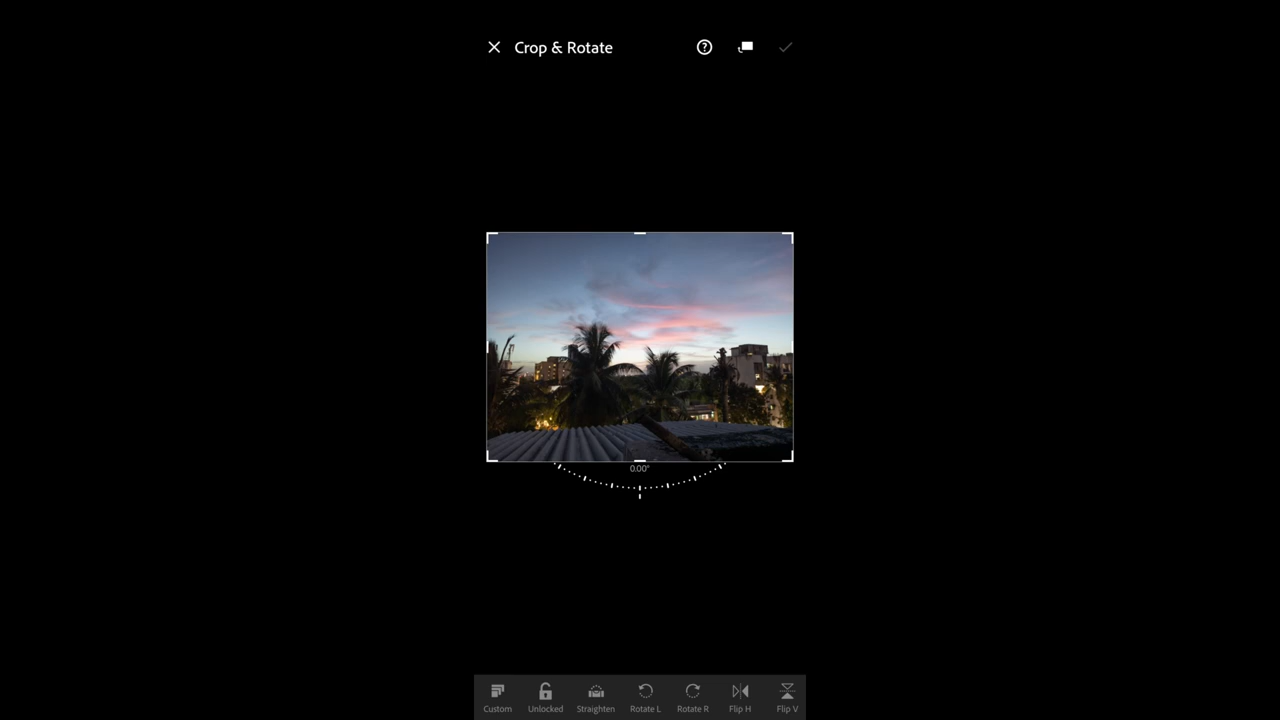 Crop & Rotate
0.00°
Custom Unlocked Straighten Rotate L Rotate R Flip H Flip V